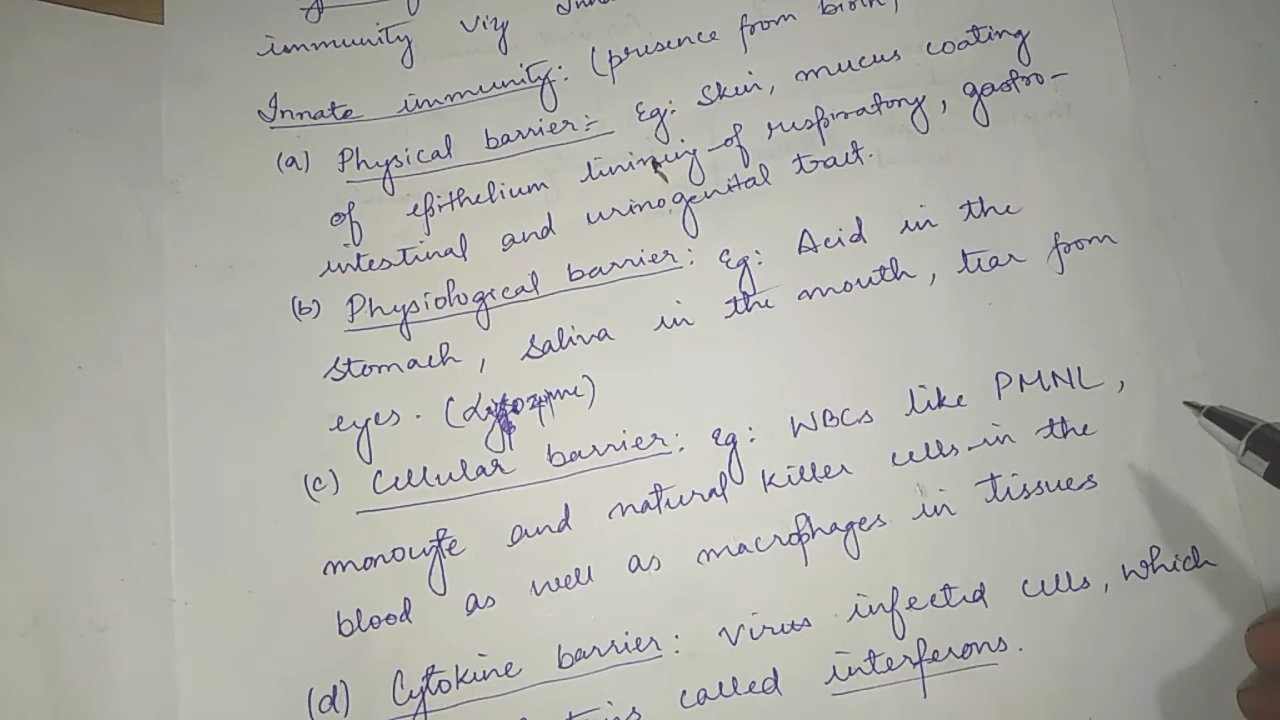 immunity viz
Innate immunity: (presence from birth)
(a) Physical barrier:- Eg: Skin, mucus coating
of epithelium lining of respiratory, gastro-
intestinal and urinogenital tract.
(b) Physiological barrier: Eg: Acid in the
stomach, saliva in the mouth, tear from
eyes. (Lysozyme)
(c) Cellular barrier: eg: WBCs like PMNL,
monocyte and natural killer cells in the
blood as well as macrophages in tissues
(d) Cytokine barrier: Virus infected cells, which
called interferons.